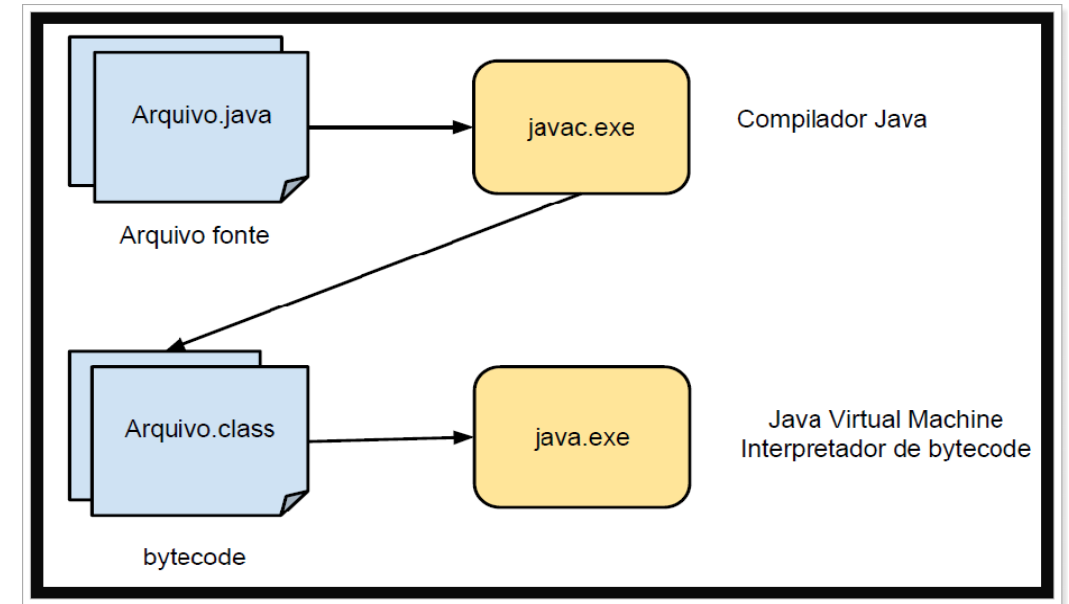 Arquivo.java
javac.exe
Compilador Java
Arquivo fonte
Arquivo.class
java.exe
Java Virtual Machine
Interpretador de bytecode
bytecode